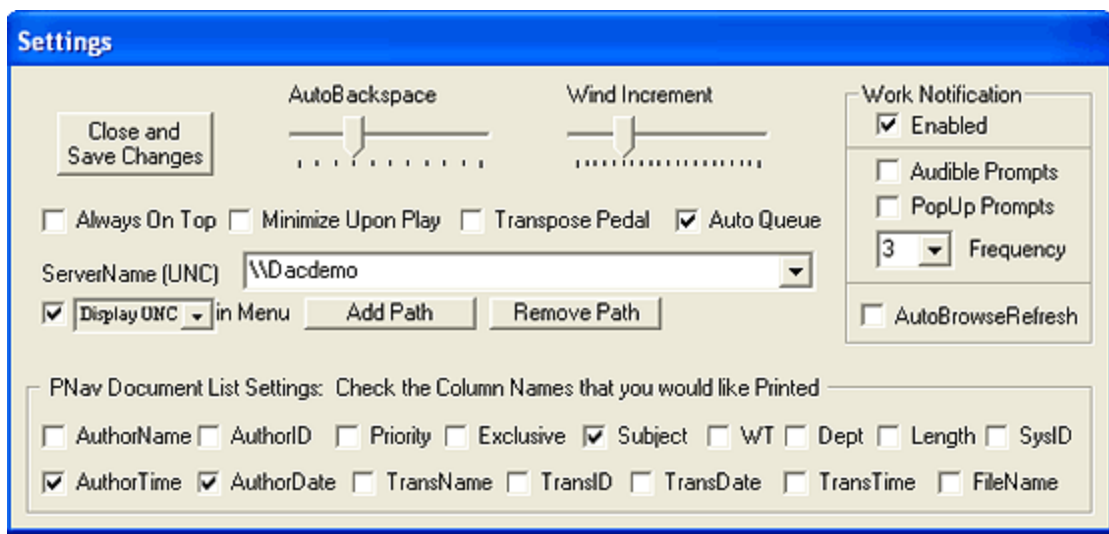 Settings
AutoBackspace Wind Increment Work Notification
Close and
Save Changes
Enabled
Audible Prompts
PopUp Prompts
Always On Top Minimize Upon Play Transpose Pedal Auto Queue
3 Frequency
ServerName (UNC) \\Dacdemo
Display UNC in Menu Add Path Remove Path AutoBrowseRefresh
PNav Document List Settings: Check the Column Names that you would like Printed
AuthorName AuthorID Priority Exclusive Subject WT Dept Length SysID
AuthorTime AuthorDate TransName TransID TransDate TransTime FileName